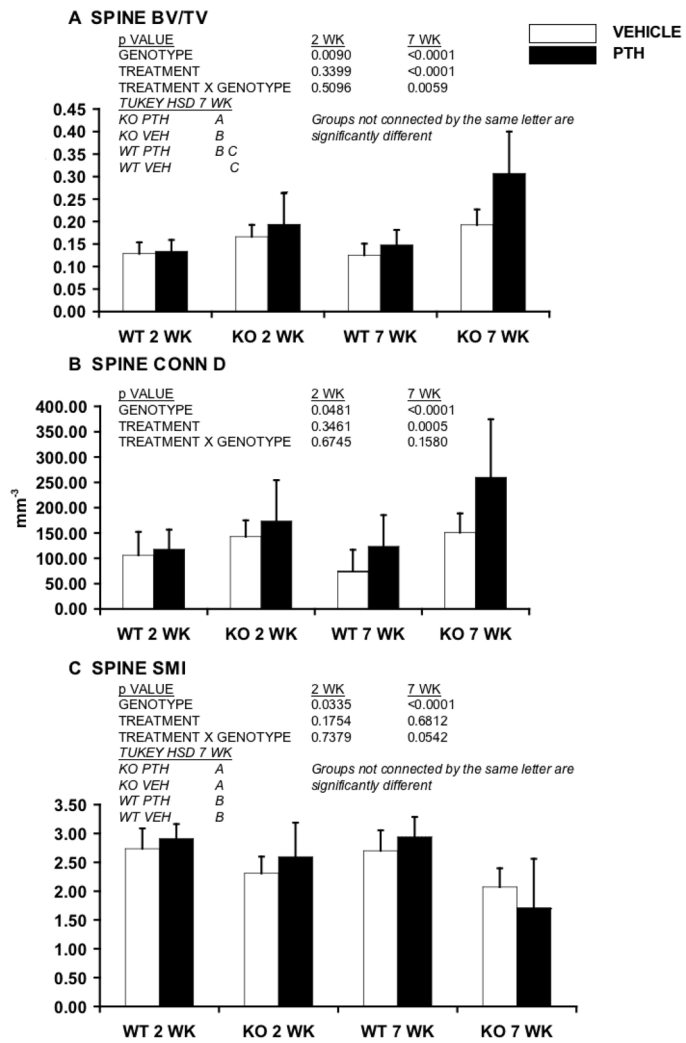 A SPINE BV/TV
VEHICLE
PTH
p VALUE 2 WK 7 WK
GENOTYPE 0.0090 <0.0001
TREATMENT 0.3399 <0.0001
TREATMENT X GENOTYPE 0.5096 0.0059
TUKEY HSD 7 WK
KO PTH A Groups not connected by the same letter are
KO VEH B significantly different
WT PTH B C
WT VEH C
0.45
0.40
0.35
0.30
0.25
0.20
0.15
0.10
0.05
0.00
WT 2 WK KO 2 WK WT 7 WK KO 7 WK
B SPINE CONN D
p VALUE 2 WK 7 WK
GENOTYPE 0.0481 <0.0001
TREATMENT 0.3461 0.0005
TREATMENT X GENOTYPE 0.6745 0.1580
mm-3
400.00
350.00
300.00
250.00
200.00
150.00
100.00
50.00
0.00
WT 2 WK KO 2 WK WT 7 WK KO 7 WK
C SPINE SMI
p VALUE 2 WK 7 WK
GENOTYPE 0.0335 <0.0001
TREATMENT 0.1754 0.6812
TREATMENT X GENOTYPE 0.7379 0.0542
TUKEY HSD 7 WK
KO PTH A Groups not connected by the same letter are
KO VEH A significantly different
WT PTH B
WT VEH B
3.50
3.00
2.50
2.00
1.50
1.00
0.50
0.00
WT 2 WK KO 2 WK WT 7 WK KO 7 WK